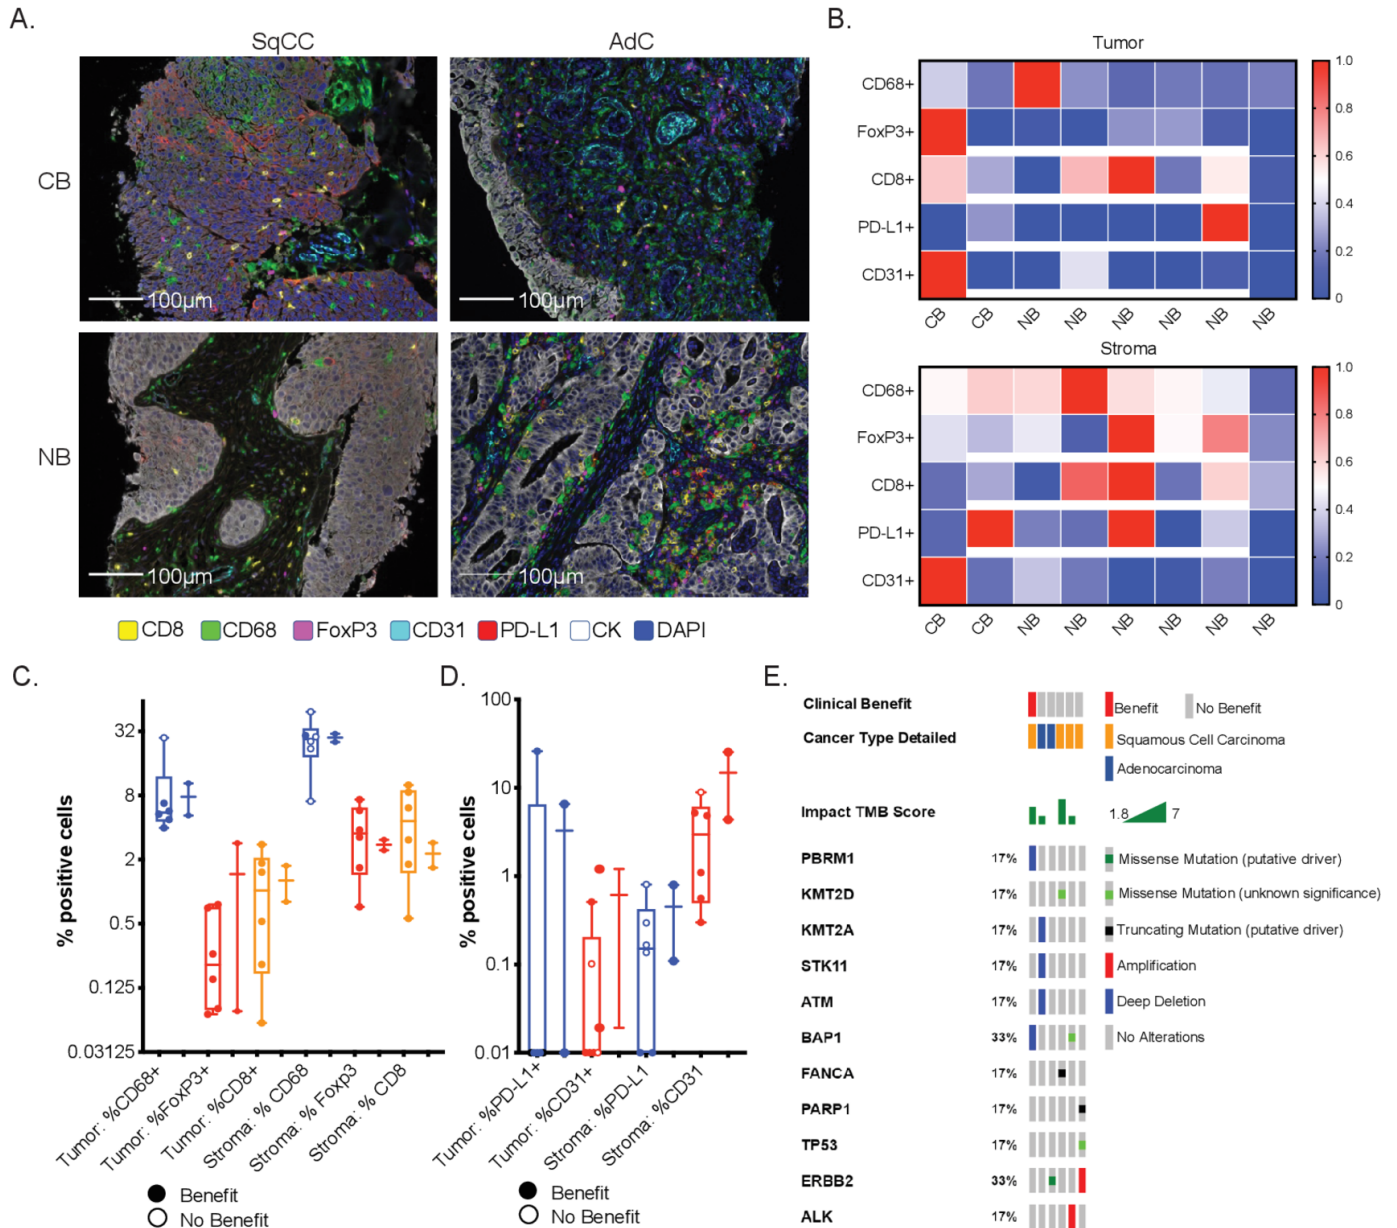 A.
SqCC
AdC
CB
100µm
100µm
NB
100µm
100µm
CD8
CD68
FoxP3
CD31
PD-L1
CK
DAPI
B.
Tumor
CD68+
FoxP3+
CD8+
PD-L1+
CD31+
CB CB NB NB NB NB NB NB
1.0
0.8
0.6
0.4
0.2
0
Stroma
CD68+
FoxP3+
CD8+
PD-L1+
CD31+
CB CB NB NB NB NB NB NB
1.0
0.8
0.6
0.4
0.2
0
C.
% positive cells
32
8
2
0.5
0.125
0.03125
Tumor: %CD68+
Tumor: %FoxP3+
Tumor: %CD8+
Stroma: % CD68
Stroma: % Foxp3
Stroma: % CD8
Benefit
No Benefit
D.
% positive cells
100
10
1
0.1
0.01
Tumor: %PD-L1+
Tumor: %CD31+
Stroma: %PD-L1
Stroma: %CD31
Benefit
No Benefit
E.
Clinical Benefit
Benefit
No Benefit
Cancer Type Detailed
Squamous Cell Carcinoma
Adenocarcinoma
Impact TMB Score
1.8
7
PBRM1 17% Missense Mutation (putative driver)
KMT2D 17% Missense Mutation (unknown significance)
KMT2A 17% Truncating Mutation (putative driver)
STK11 17% Amplification
ATM 17% Deep Deletion
BAP1 33% No Alterations
FANCA 17%
PARP1 17%
TP53 17%
ERBB2 33%
ALK 17%